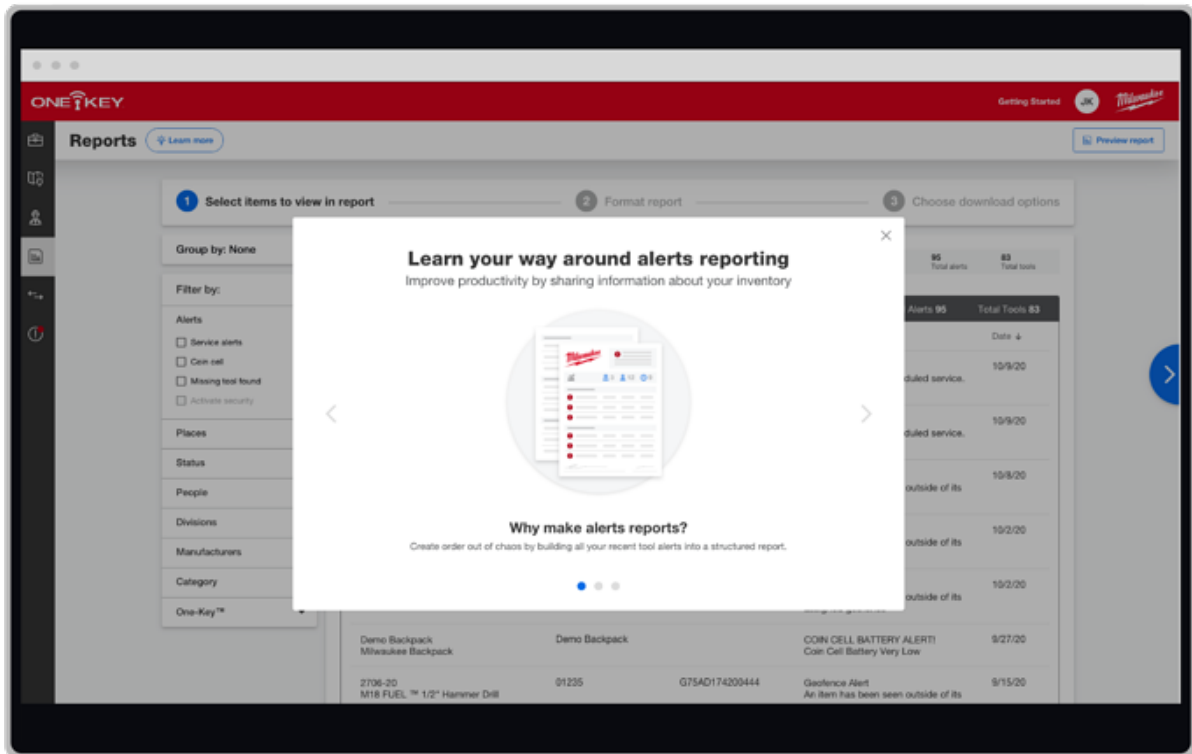 ONE KEY
Getting Started
JK
Milwaukee
Reports
Learn more
Preview report
1 Select items to view in report
2 Format report
3 Choose download options
Group by: None
95
Total alerts
83
Total tools
Filter by:
Alerts
Service alerts
Coin cell
Missing tool found
Activate security
Places
Status
People
Divisions
Manufacturers
Category
One-Key™
Learn your way around alerts reporting
Improve productivity by sharing information about your inventory
Milwaukee
Why make alerts reports?
Create order out of chaos by building all your recent tool alerts into a structured report.
Alerts 95 Total Tools 83
Date ↓
10/9/20
duled service.
10/9/20
duled service.
10/8/20
outside of its
10/2/20
outside of its
10/2/20
outside of its
Demo Backpack Demo Backpack COIN CELL BATTERY ALERT! 9/27/20
Milwaukee Backpack Coin Cell Battery Very Low
2706-20 01235 G75AD174200444 Geofence Alert 9/15/20
M18 FUEL ™ 1/2" Hammer Drill An item has been seen outside of its